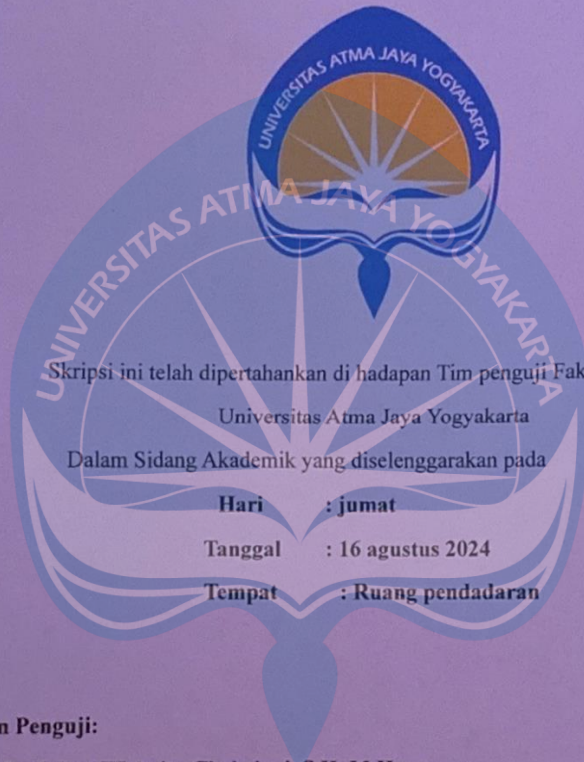 UNIVERSITAS ATMA JAYA YOGYAKARTA
UNIVERSITAS ATMA JAYA YOGYAKARTA
Skripsi ini telah dipertahankan di hadapan Tim penguji Fak
Universitas Atma Jaya Yogyakarta
Dalam Sidang Akademik yang diselenggarakan pada
Hari : jumat
Tanggal : 16 agustus 2024
Tempat : Ruang pendadaran
Penguji: